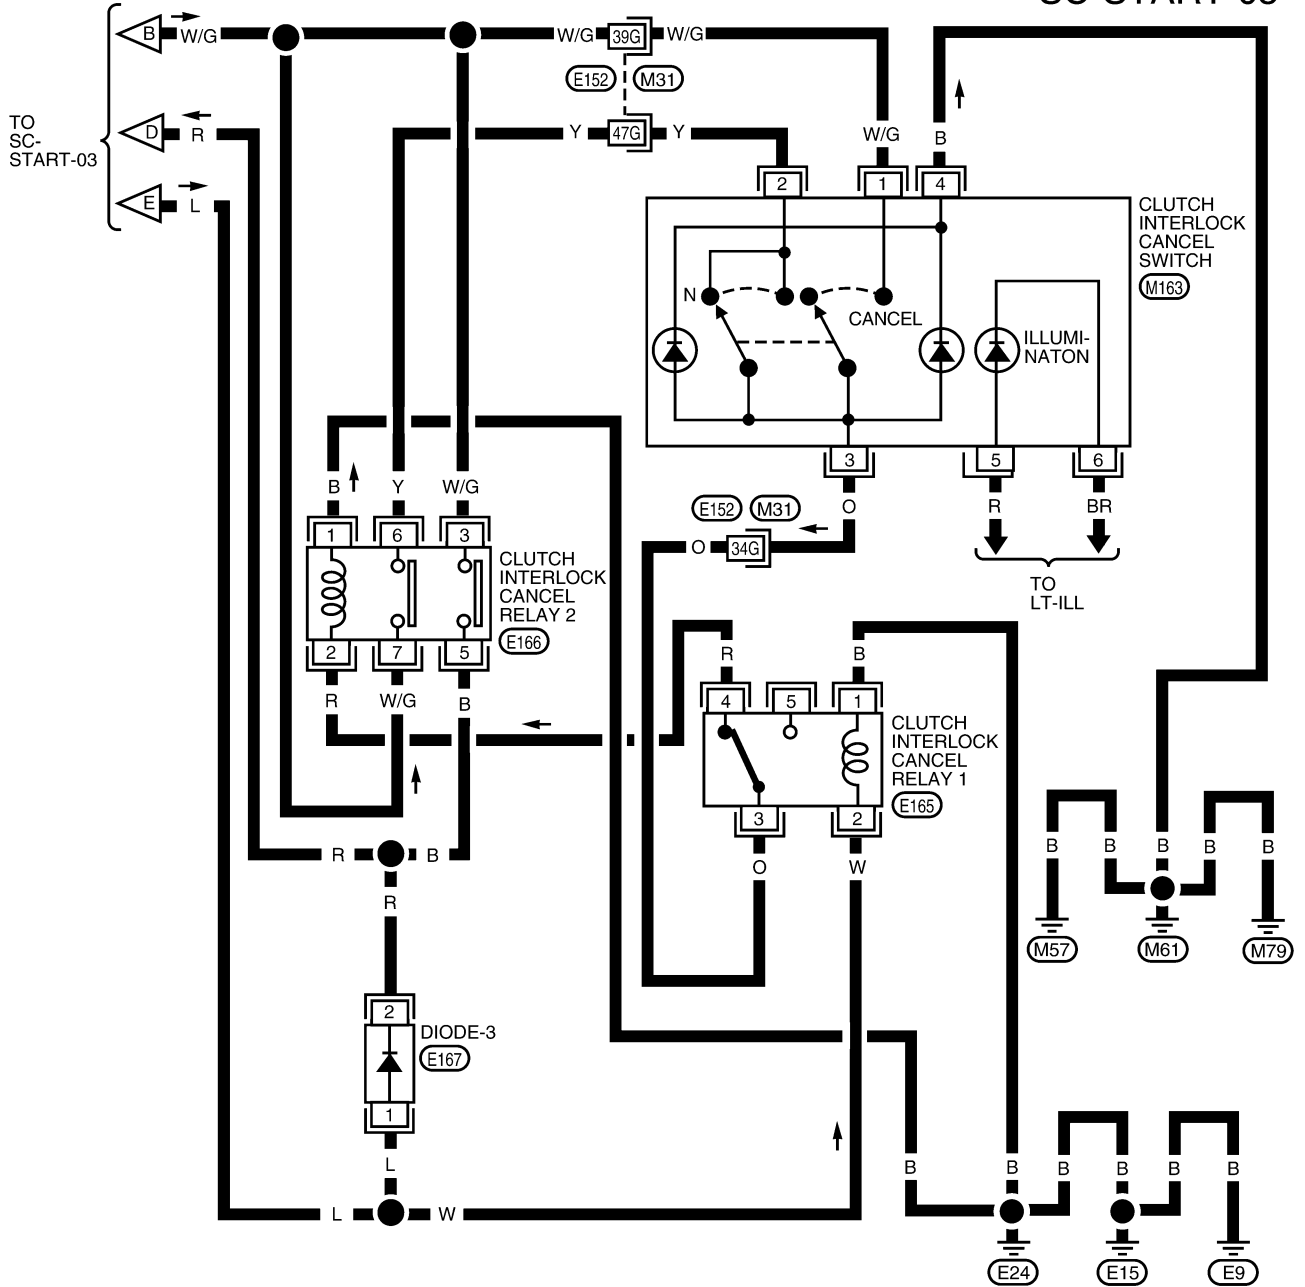 SC-START-03
B W/G W/G 39G W/G
E152 M31
TO
SC-
START-03
D R Y 47G Y W/G B
E L
2 1 4
CLUTCH
INTERLOCK
CANCEL
SWITCH
M163
N
CANCEL
ILLUMI-
NATON
3 5 6
B Y W/G
O R BR
E152 M31
O 34G
TO
LT-ILL
1 6 3
CLUTCH
INTERLOCK
CANCEL
RELAY 2
E166
2 7 5
R W/G B
R B
4 5 1
CLUTCH
INTERLOCK
CANCEL
RELAY 1
E165
3 2
O W
R B
R
B B B B B
M57 M61 M79
2
DIODE-3
E167
1
L
L W
B B B B B B
E24 E15 E9